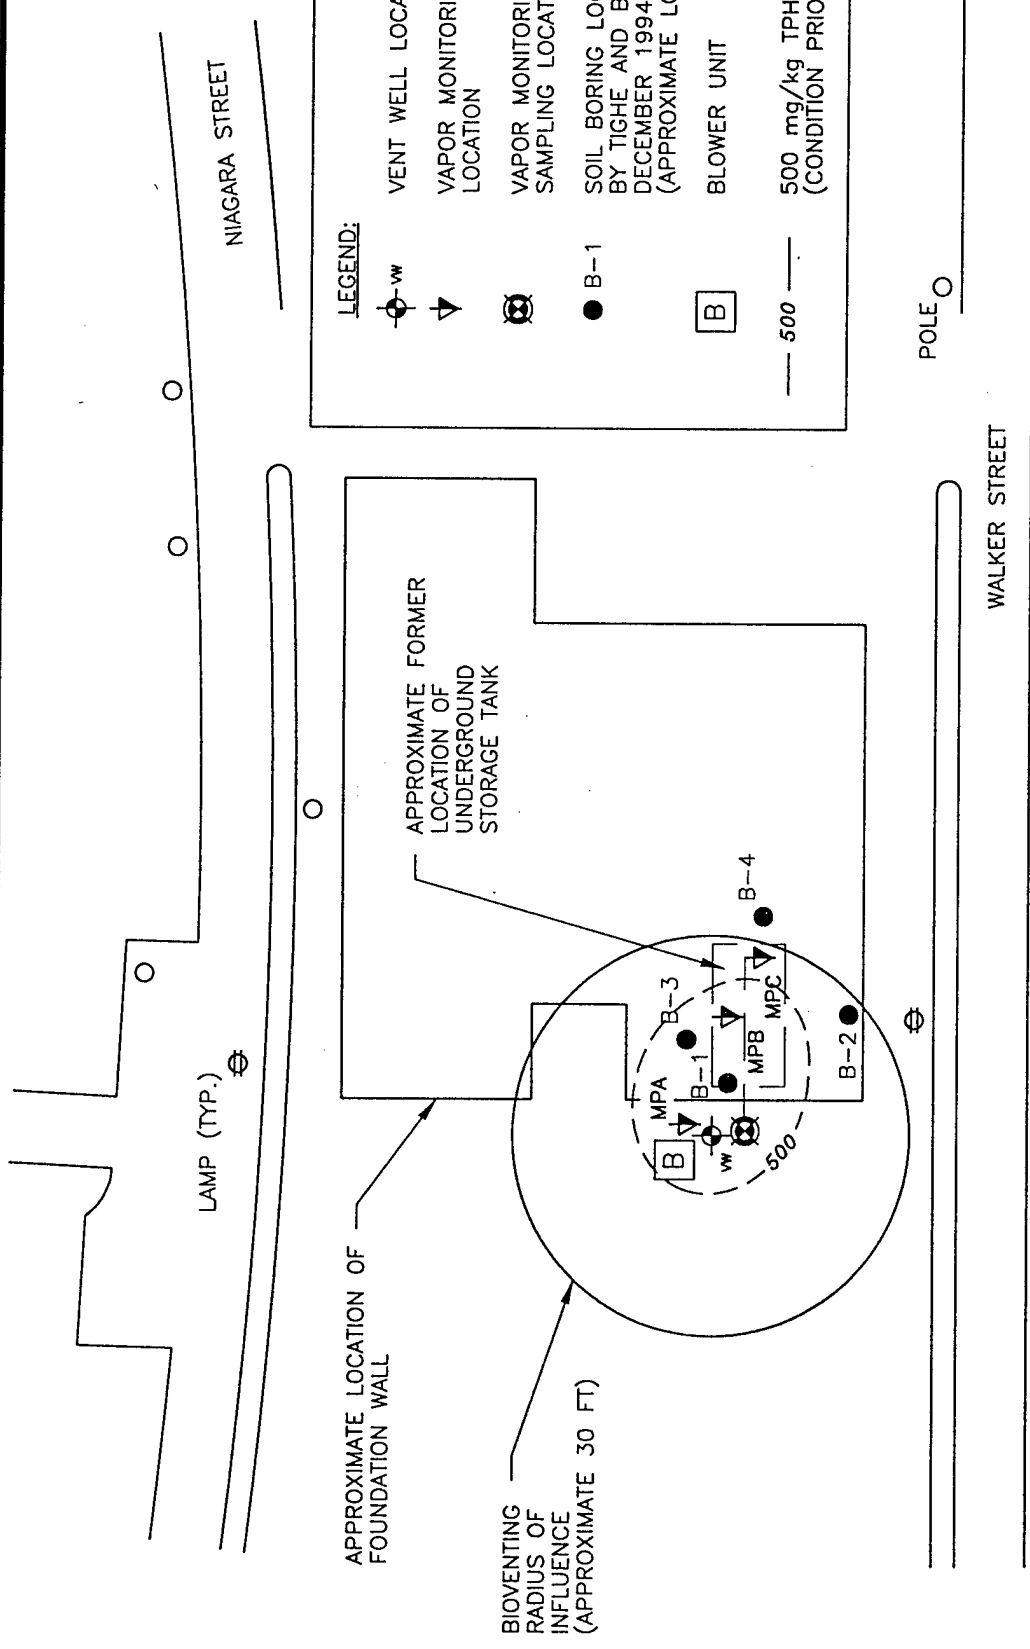 NIAGARA STREET
LAMP (TYP.)
APPROXIMATE LOCATION OF
FOUNDATION WALL
BIOVENTING
RADIUS OF
INFLUENCE
(APPROXIMATE 30 FT)
APPROXIMATE FORMER
LOCATION OF
UNDERGROUND
STORAGE TANK
B
MPA
VW
B-1
B-3
MPB
MPC
B-4
B-2
500
LEGEND:
VW
VENT WELL LOCA
VAPOR MONITORI
LOCATION
VAPOR MONITORI
SAMPLING LOCAT
B-1
SOIL BORING LOC
BY TIGHE AND B
DECEMBER 1994
(APPROXIMATE LO
B
BLOWER UNIT
500
500 mg/kg TPH
(CONDITION PRIO
POLE
WALKER STREET